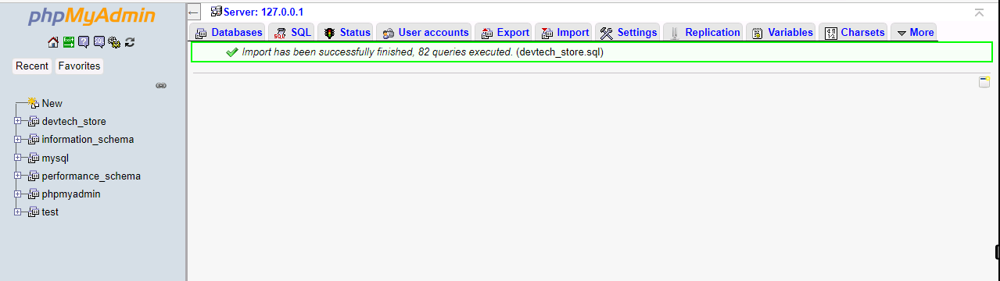 phpMyAdmin
Recent Favorites
New
devtech_store
information_schema
mysql
performance_schema
phpmyadmin
test
Server: 127.0.0.1
Databases SQL Status User accounts Export Import Settings Replication Variables Charsets More
Import has been successfully finished, 82 queries executed. (devtech_store.sql)